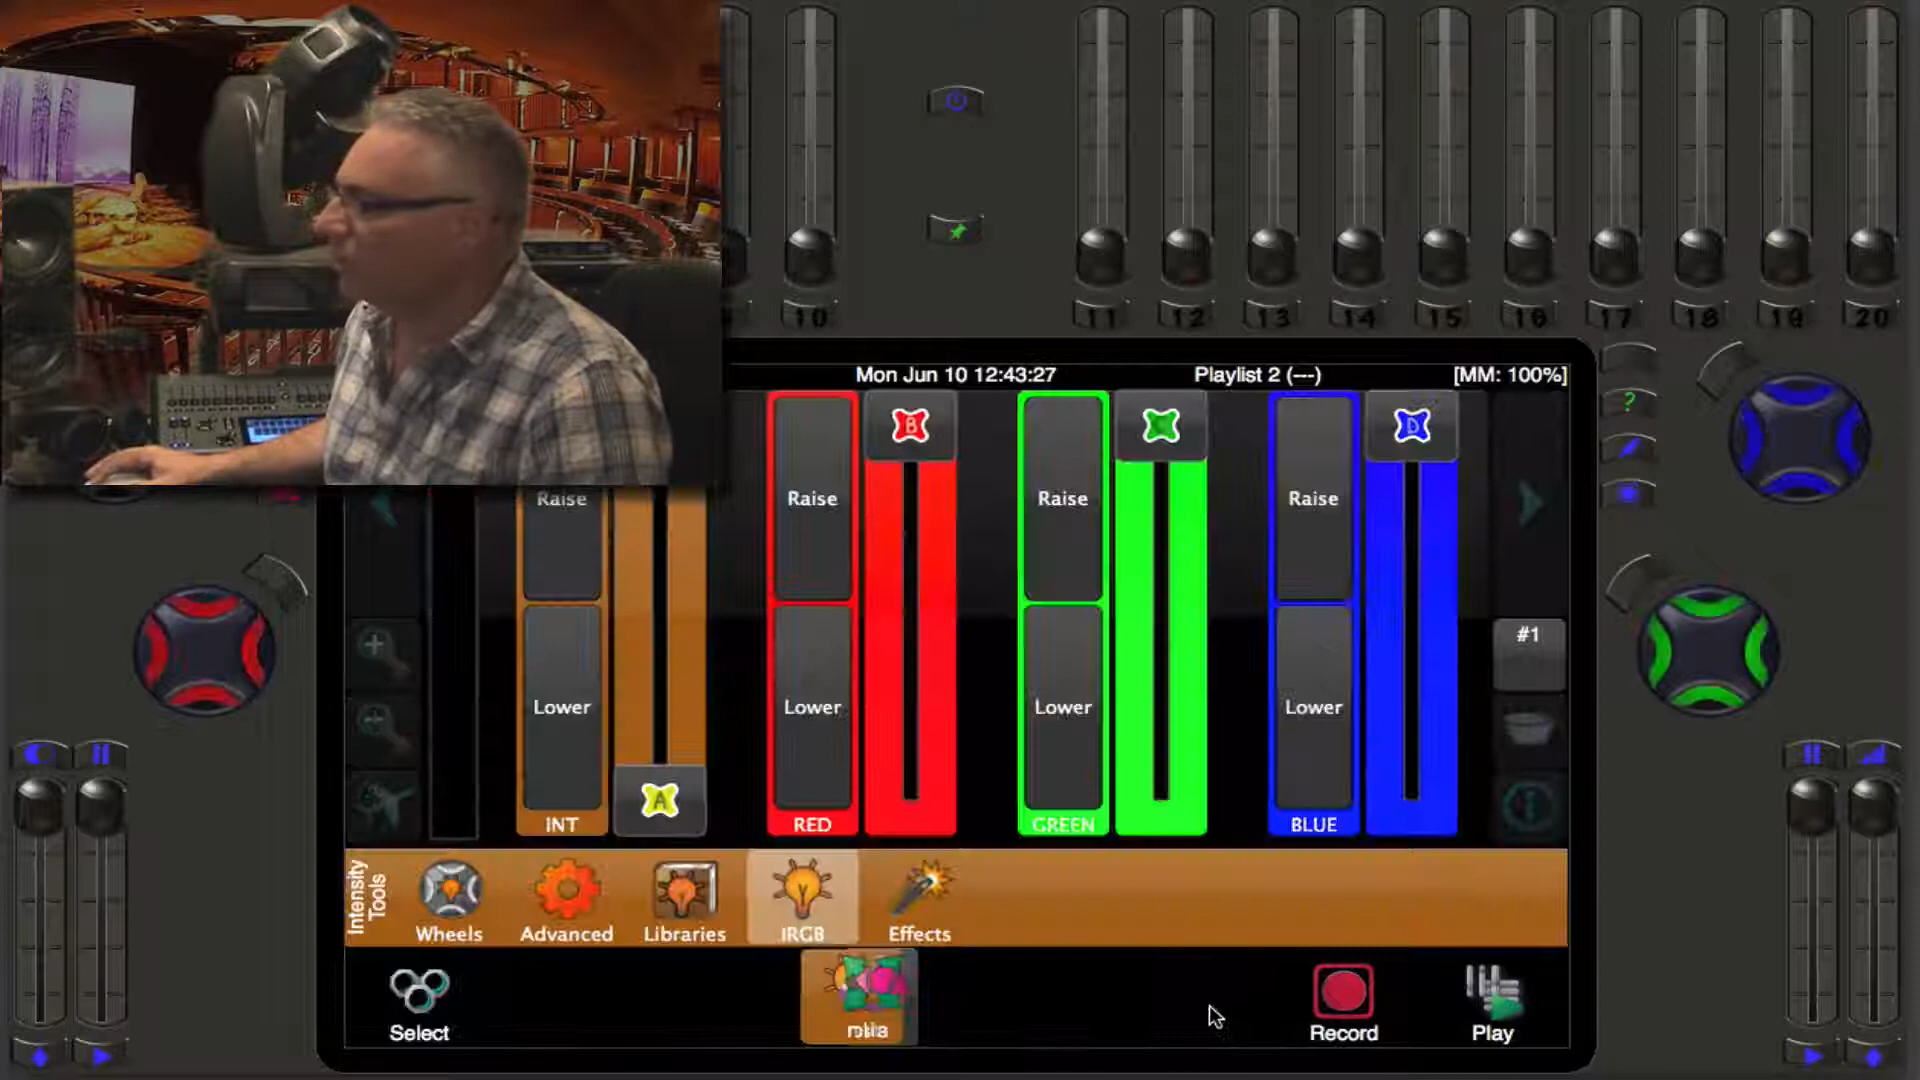 10 11 12 13 14 15 16 17 18 19 20
Mon Jun 10 12:43:27 Playlist 2 (---) [MM: 100%]
B C D
?
Raise Raise Raise Raise
#1
Lower Lower Lower Lower
A
INT RED GREEN BLUE
Intensity
Tools
Wheels Advanced Libraries IRGB Effects
Select Record Play